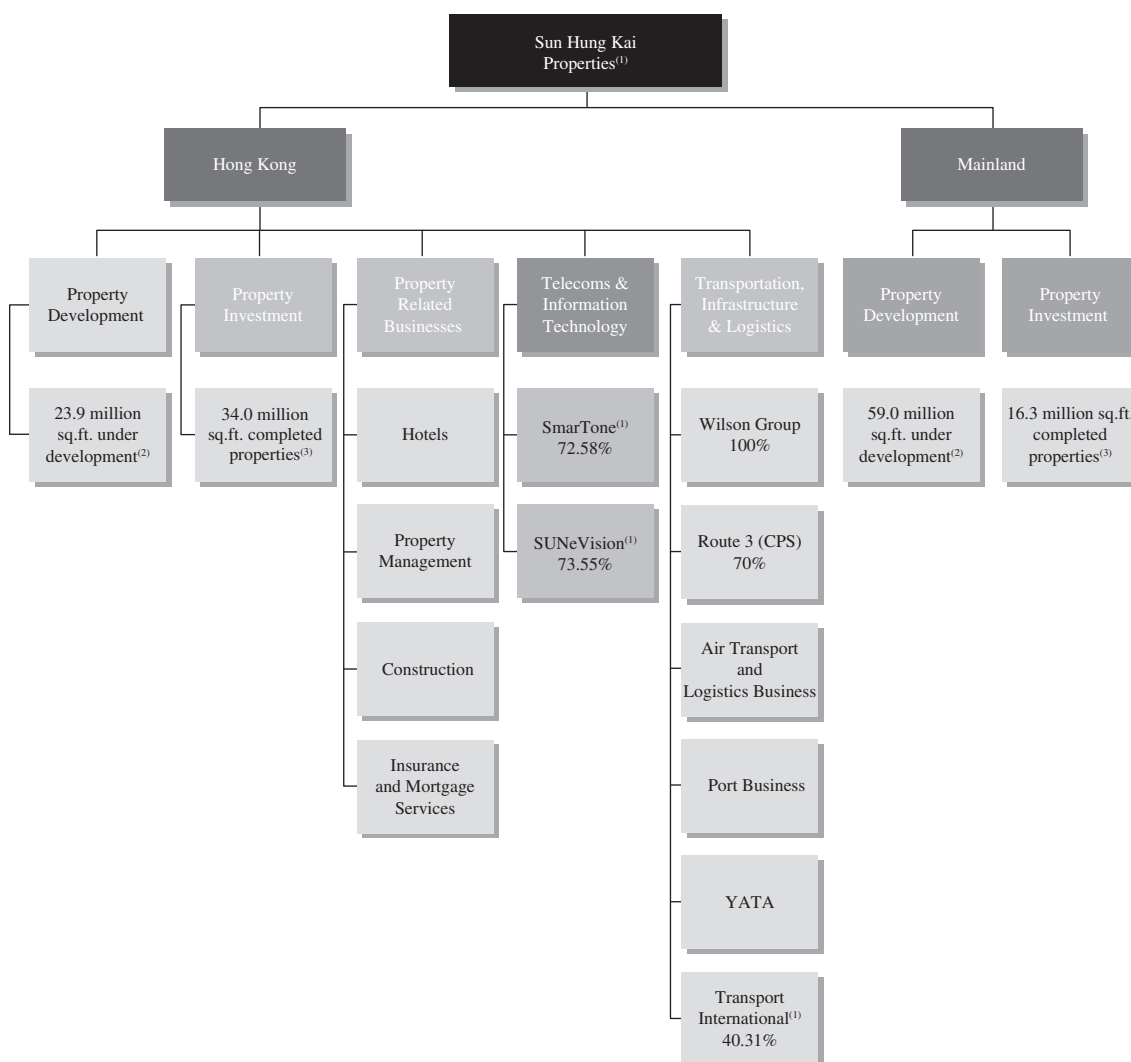 Sun Hung Kai
Properties(1)
Hong Kong
Mainland
Property
Development
Property
Investment
Property
Related
Businesses
Telecoms &
Information
Technology
Transportation,
Infrastructure
& Logistics
Property
Development
Property
Investment
23.9 million
sq.ft. under
development(2)
34.0 million
sq.ft. completed
properties(3)
Hotels
SmarTone(1)
72.58%
Wilson Group
100%
59.0 million
sq.ft. under
development(2)
16.3 million sq.ft.
completed
properties(3)
Property
Management
SUNeVision(1)
73.55%
Route 3 (CPS)
70%
Construction
Air Transport
and
Logistics Business
Insurance
and Mortgage
Services
Port Business
YATA
Transport
International(1)
40.31%